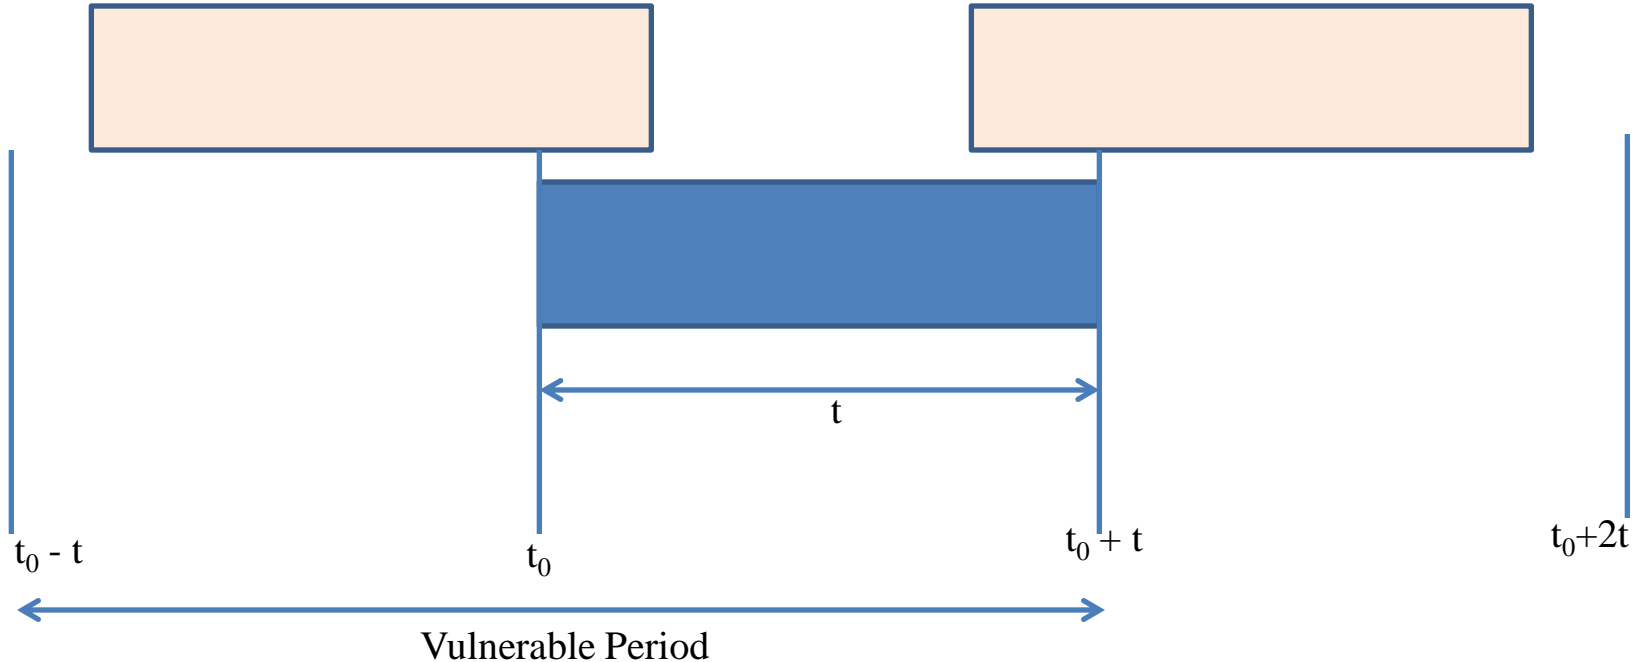 t
t₀ - t
t₀
t₀ + t
t₀+2t
Vulnerable Period